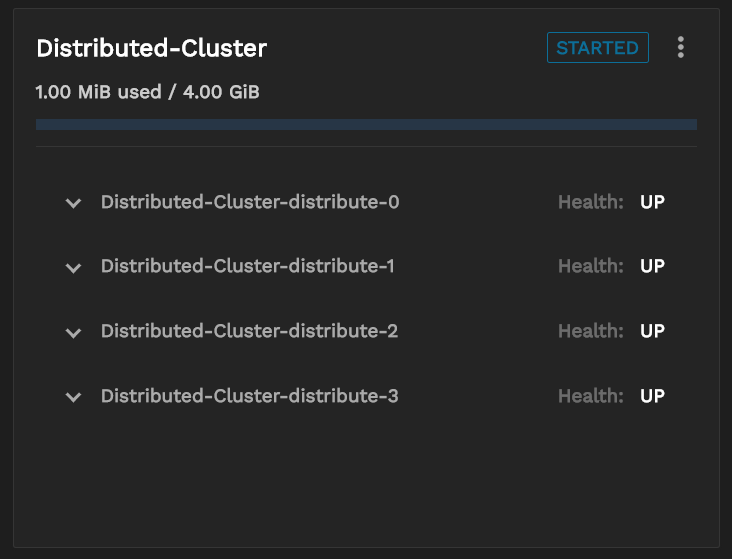 Distributed-Cluster STARTED
1.00 MiB used / 4.00 GiB
Distributed-Cluster-distribute-0 Health: UP
Distributed-Cluster-distribute-1 Health: UP
Distributed-Cluster-distribute-2 Health: UP
Distributed-Cluster-distribute-3 Health: UP